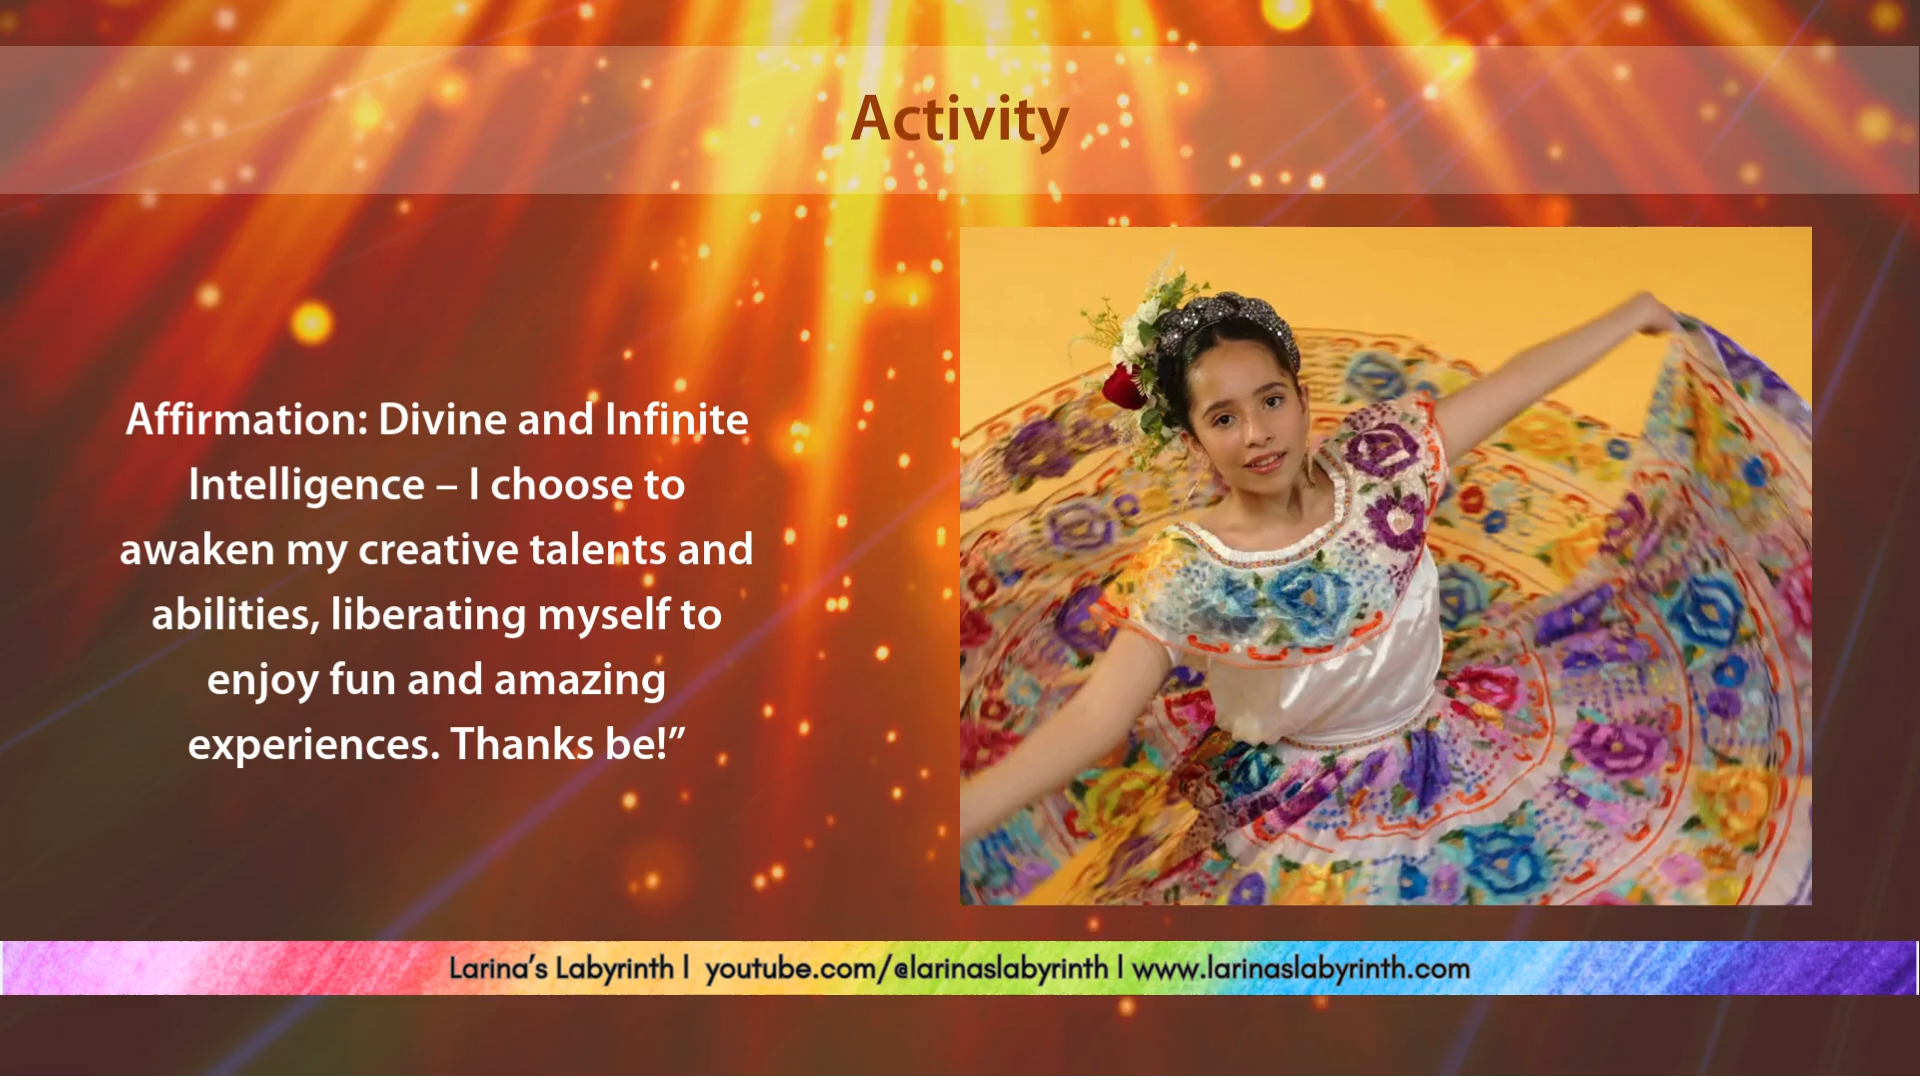 Activity
Affirmation: Divine and Infinite
Intelligence – I choose to
awaken my creative talents and
abilities, liberating myself to
enjoy fun and amazing
experiences. Thanks be!”
Larina’s Labyrinth | youtube.com/@larinaslabyrinth | www.larinaslabyrinth.com